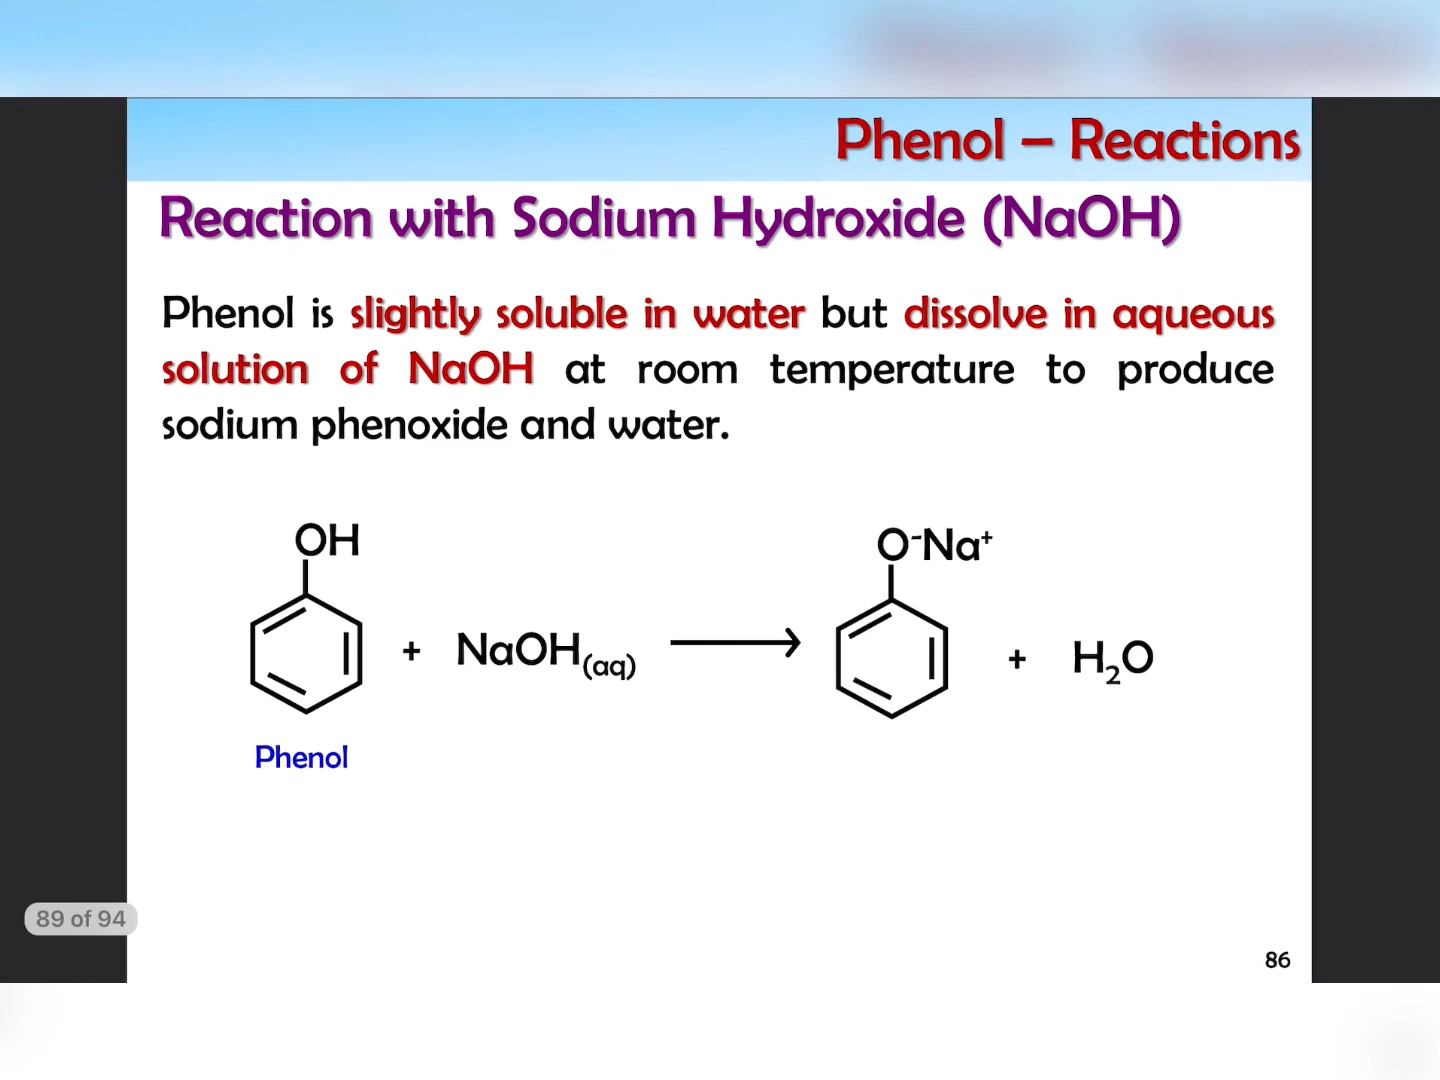 Phenol – Reactions
Reaction with Sodium Hydroxide (NaOH)
Phenol is slightly soluble in water but dissolve in aqueous
solution of NaOH at room temperature to produce
sodium phenoxide and water.
OH
O⁻Na⁺
+ NaOH(aq)
+ H₂O
Phenol
89 of 94
86